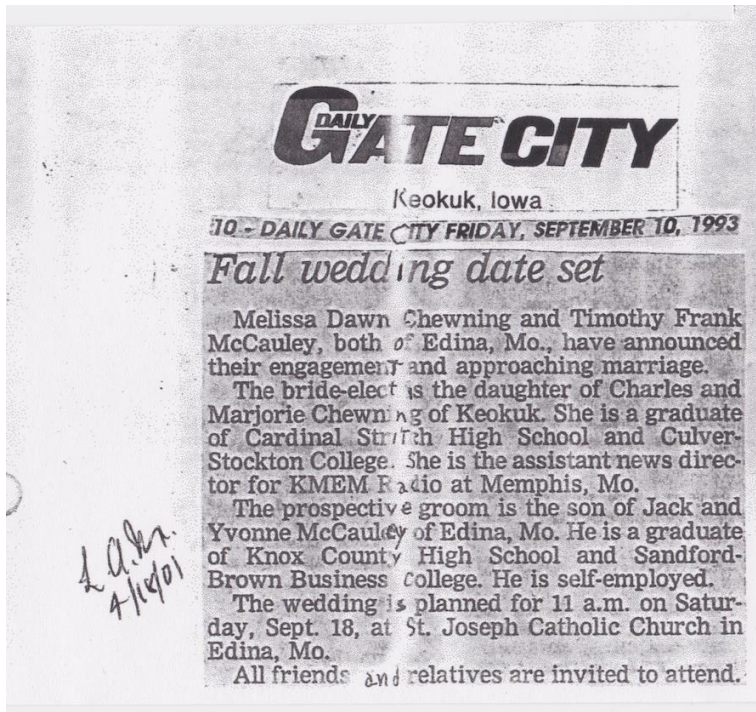 DAILY
GATE CITY
Keokuk, Iowa
10 - DAILY GATE CITY FRIDAY, SEPTEMBER 10, 1993
Fall wedding date set
Melissa Dawn Chewning and Timothy Frank
McCauley, both of Edina, Mo., have announced
their engagement and approaching marriage.
The bride-elect is the daughter of Charles and
Marjorie Chewning of Keokuk. She is a graduate
of Cardinal Stritch High School and Culver-
Stockton College. She is the assistant news direc-
tor for KMEM Radio at Memphis, Mo.
The prospective groom is the son of Jack and
Yvonne McCauley of Edina, Mo. He is a graduate
of Knox County High School and Sandford-
Brown Business College. He is self-employed.
The wedding is planned for 11 a.m. on Satur-
day, Sept. 18, at St. Joseph Catholic Church in
Edina, Mo.
All friends and relatives are invited to attend.
4/18/01